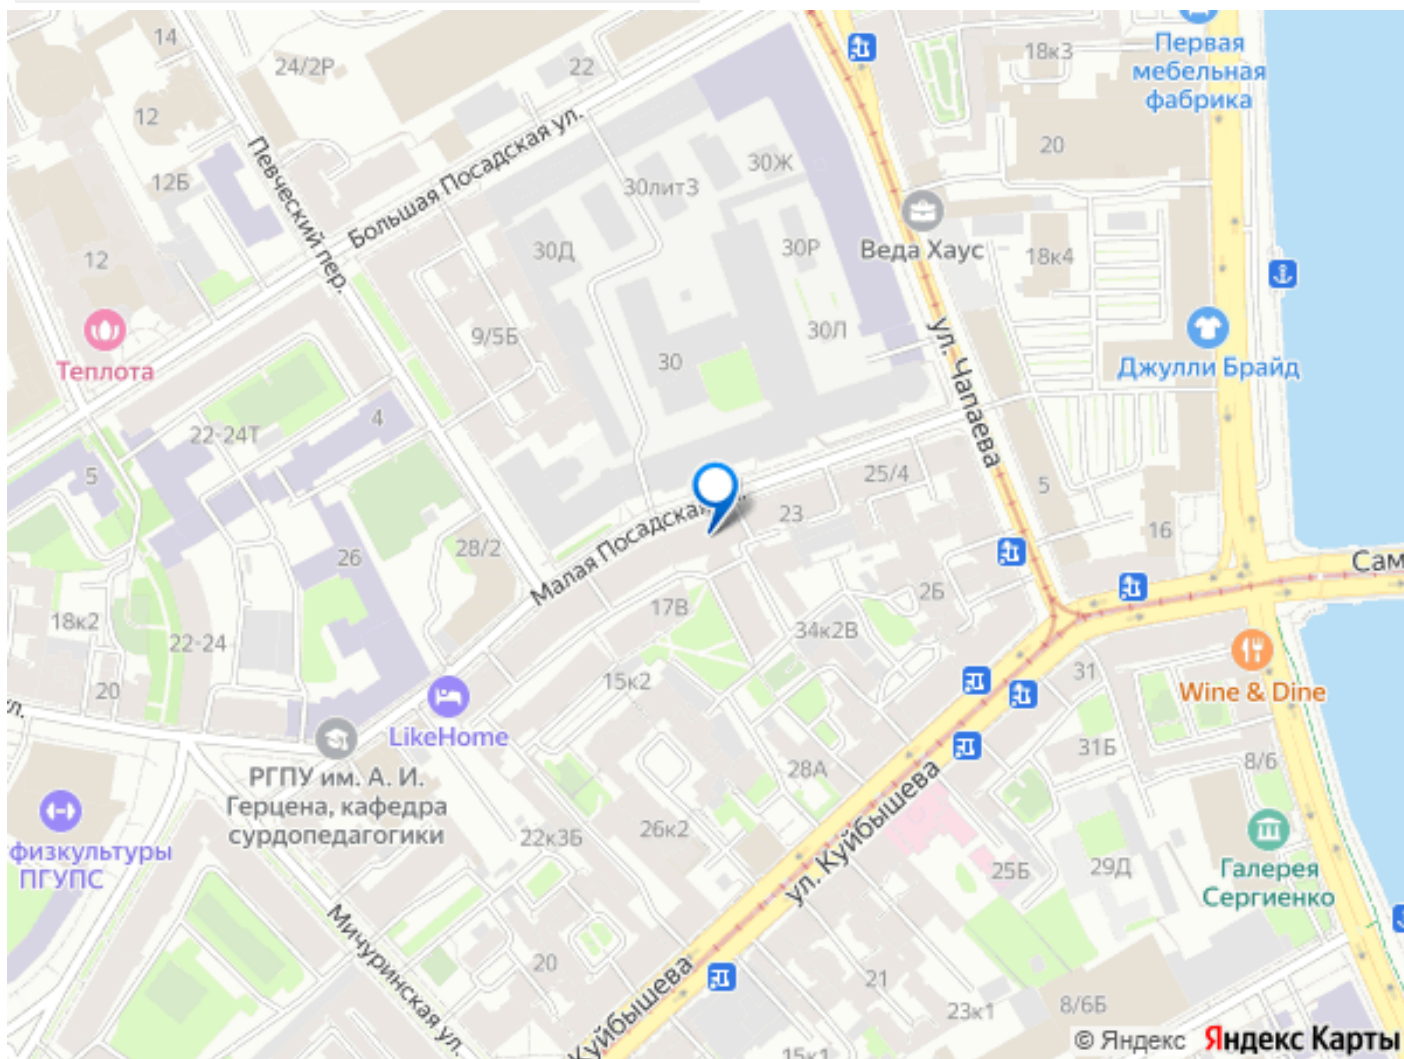 14
24/2Р
22
18к3
Первая
мебельная
фабрика
12
20
Певческий пер.
Большая Посадская ул.
30Ж
30литЗ
12Б
30Д
30Р
Веда Хаус
18к4
12
Теплота
9/5Б
30
30Л
ул. Чапаева
Джулли Брайд
22-24Т
4
5
25/4
5
23
16
Малая Посадская
28/2
26
Сам
17В
2Б
34к2В
18к2
22-24
20
15к2
31
Wine & Dine
л.
LikeHome
31Б
8/6
РГПУ им. А. И.
Герцена, кафедра
сурдопедагогики
28А
ул. Куйбышева
26к2
22к3Б
физкультуры
ПГУПС
25Б
29Д
Галерея
Сергиенко
Мичуринская ул.
20
21
23к1
8/6Б
Куйбышева
15к1
© Яндекс Яндекс Карты